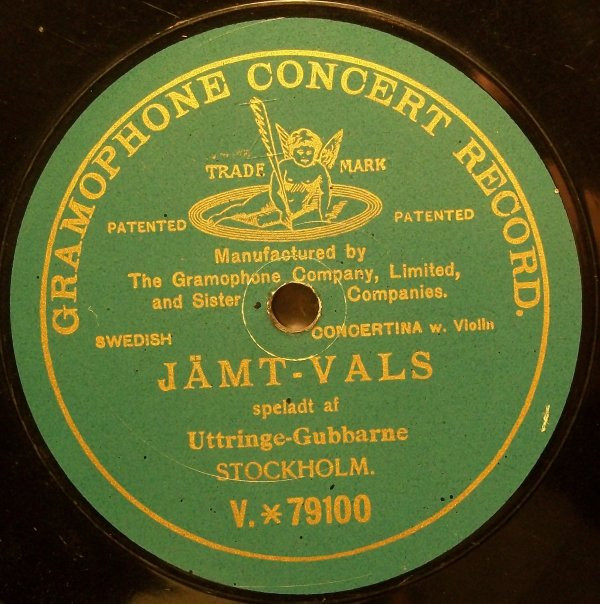 GRAMOPHONE CONCERT RECORD.
TRADE MARK
PATENTED PATENTED
Manufactured by
The Gramophone Company, Limited,
and Sister Companies.
SWEDISH CONCERTINA w. Violin
JÄMT-VALS
speladt af
Uttringe-Gubbarne
STOCKHOLM.
V. * 79100